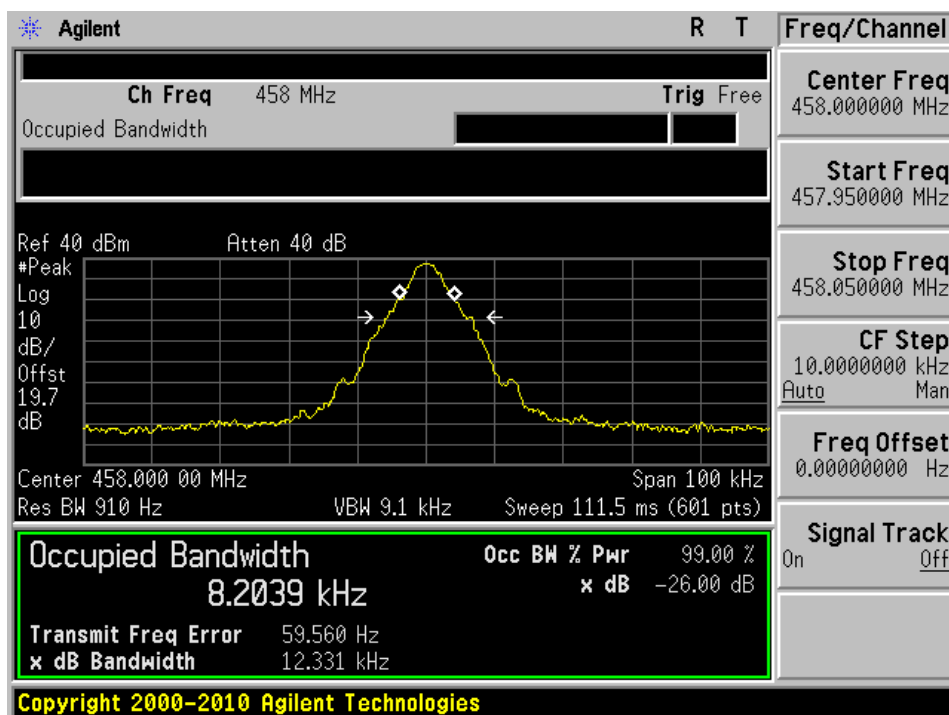 Agilent R T
Ch Freq 458 MHz Trig Free
Occupied Bandwidth
Ref 40 dBm Atten 40 dB
#Peak
Log
10
dB/
Offst
19.7
dB
Center 458.000 00 MHz Span 100 kHz
Res BW 910 Hz VBW 9.1 kHz Sweep 111.5 ms (601 pts)
Occupied Bandwidth Occ BW % Pwr 99.00 %
8.2039 kHz x dB -26.00 dB
Transmit Freq Error 59.560 Hz
x dB Bandwidth 12.331 kHz
Copyright 2000-2010 Agilent Technologies
Freq/Channel
Center Freq
458.000000 MHz
Start Freq
457.950000 MHz
Stop Freq
458.050000 MHz
CF Step
10.0000000 kHz
Auto Man
Freq Offset
0.00000000 Hz
Signal Track
On Off